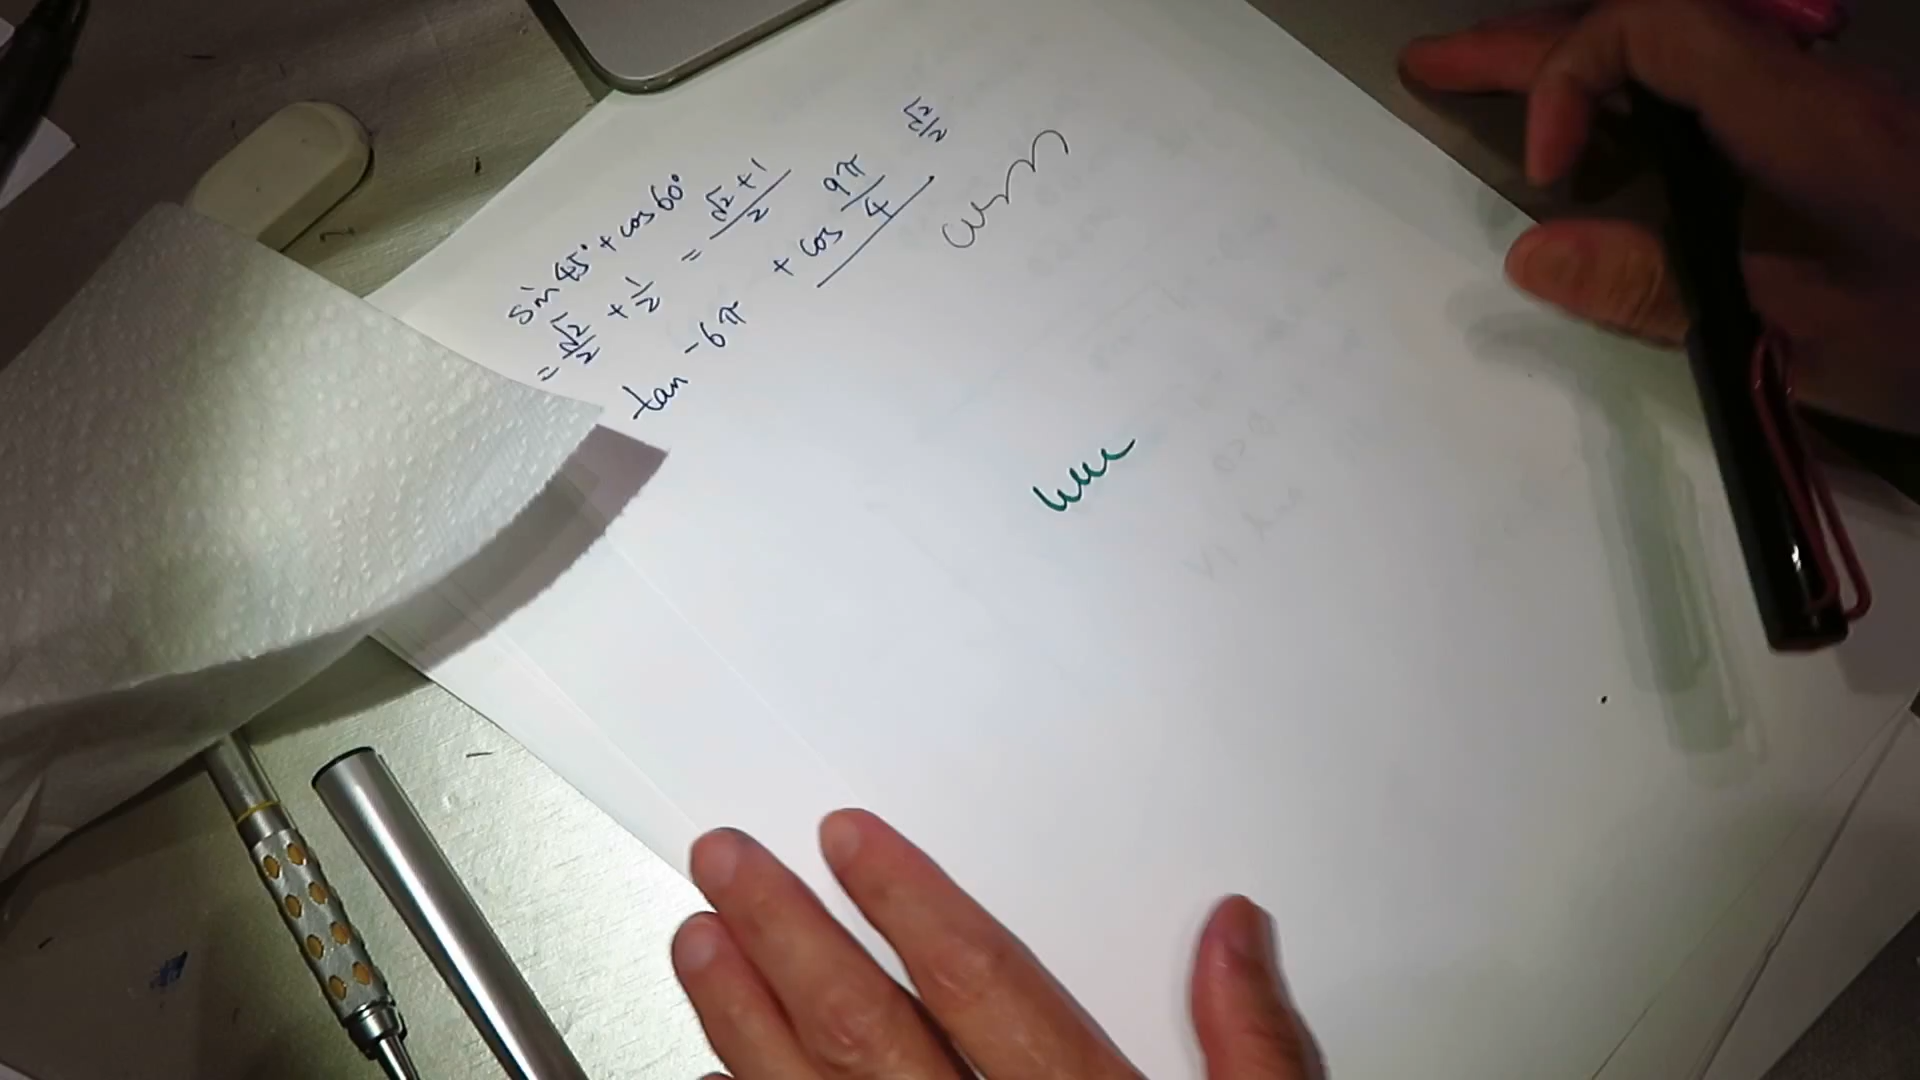 sin 45° + cos 60°
= √2/2 + 1/2 = √2+1/2
tan -6π + cos 9π/4
√2/2